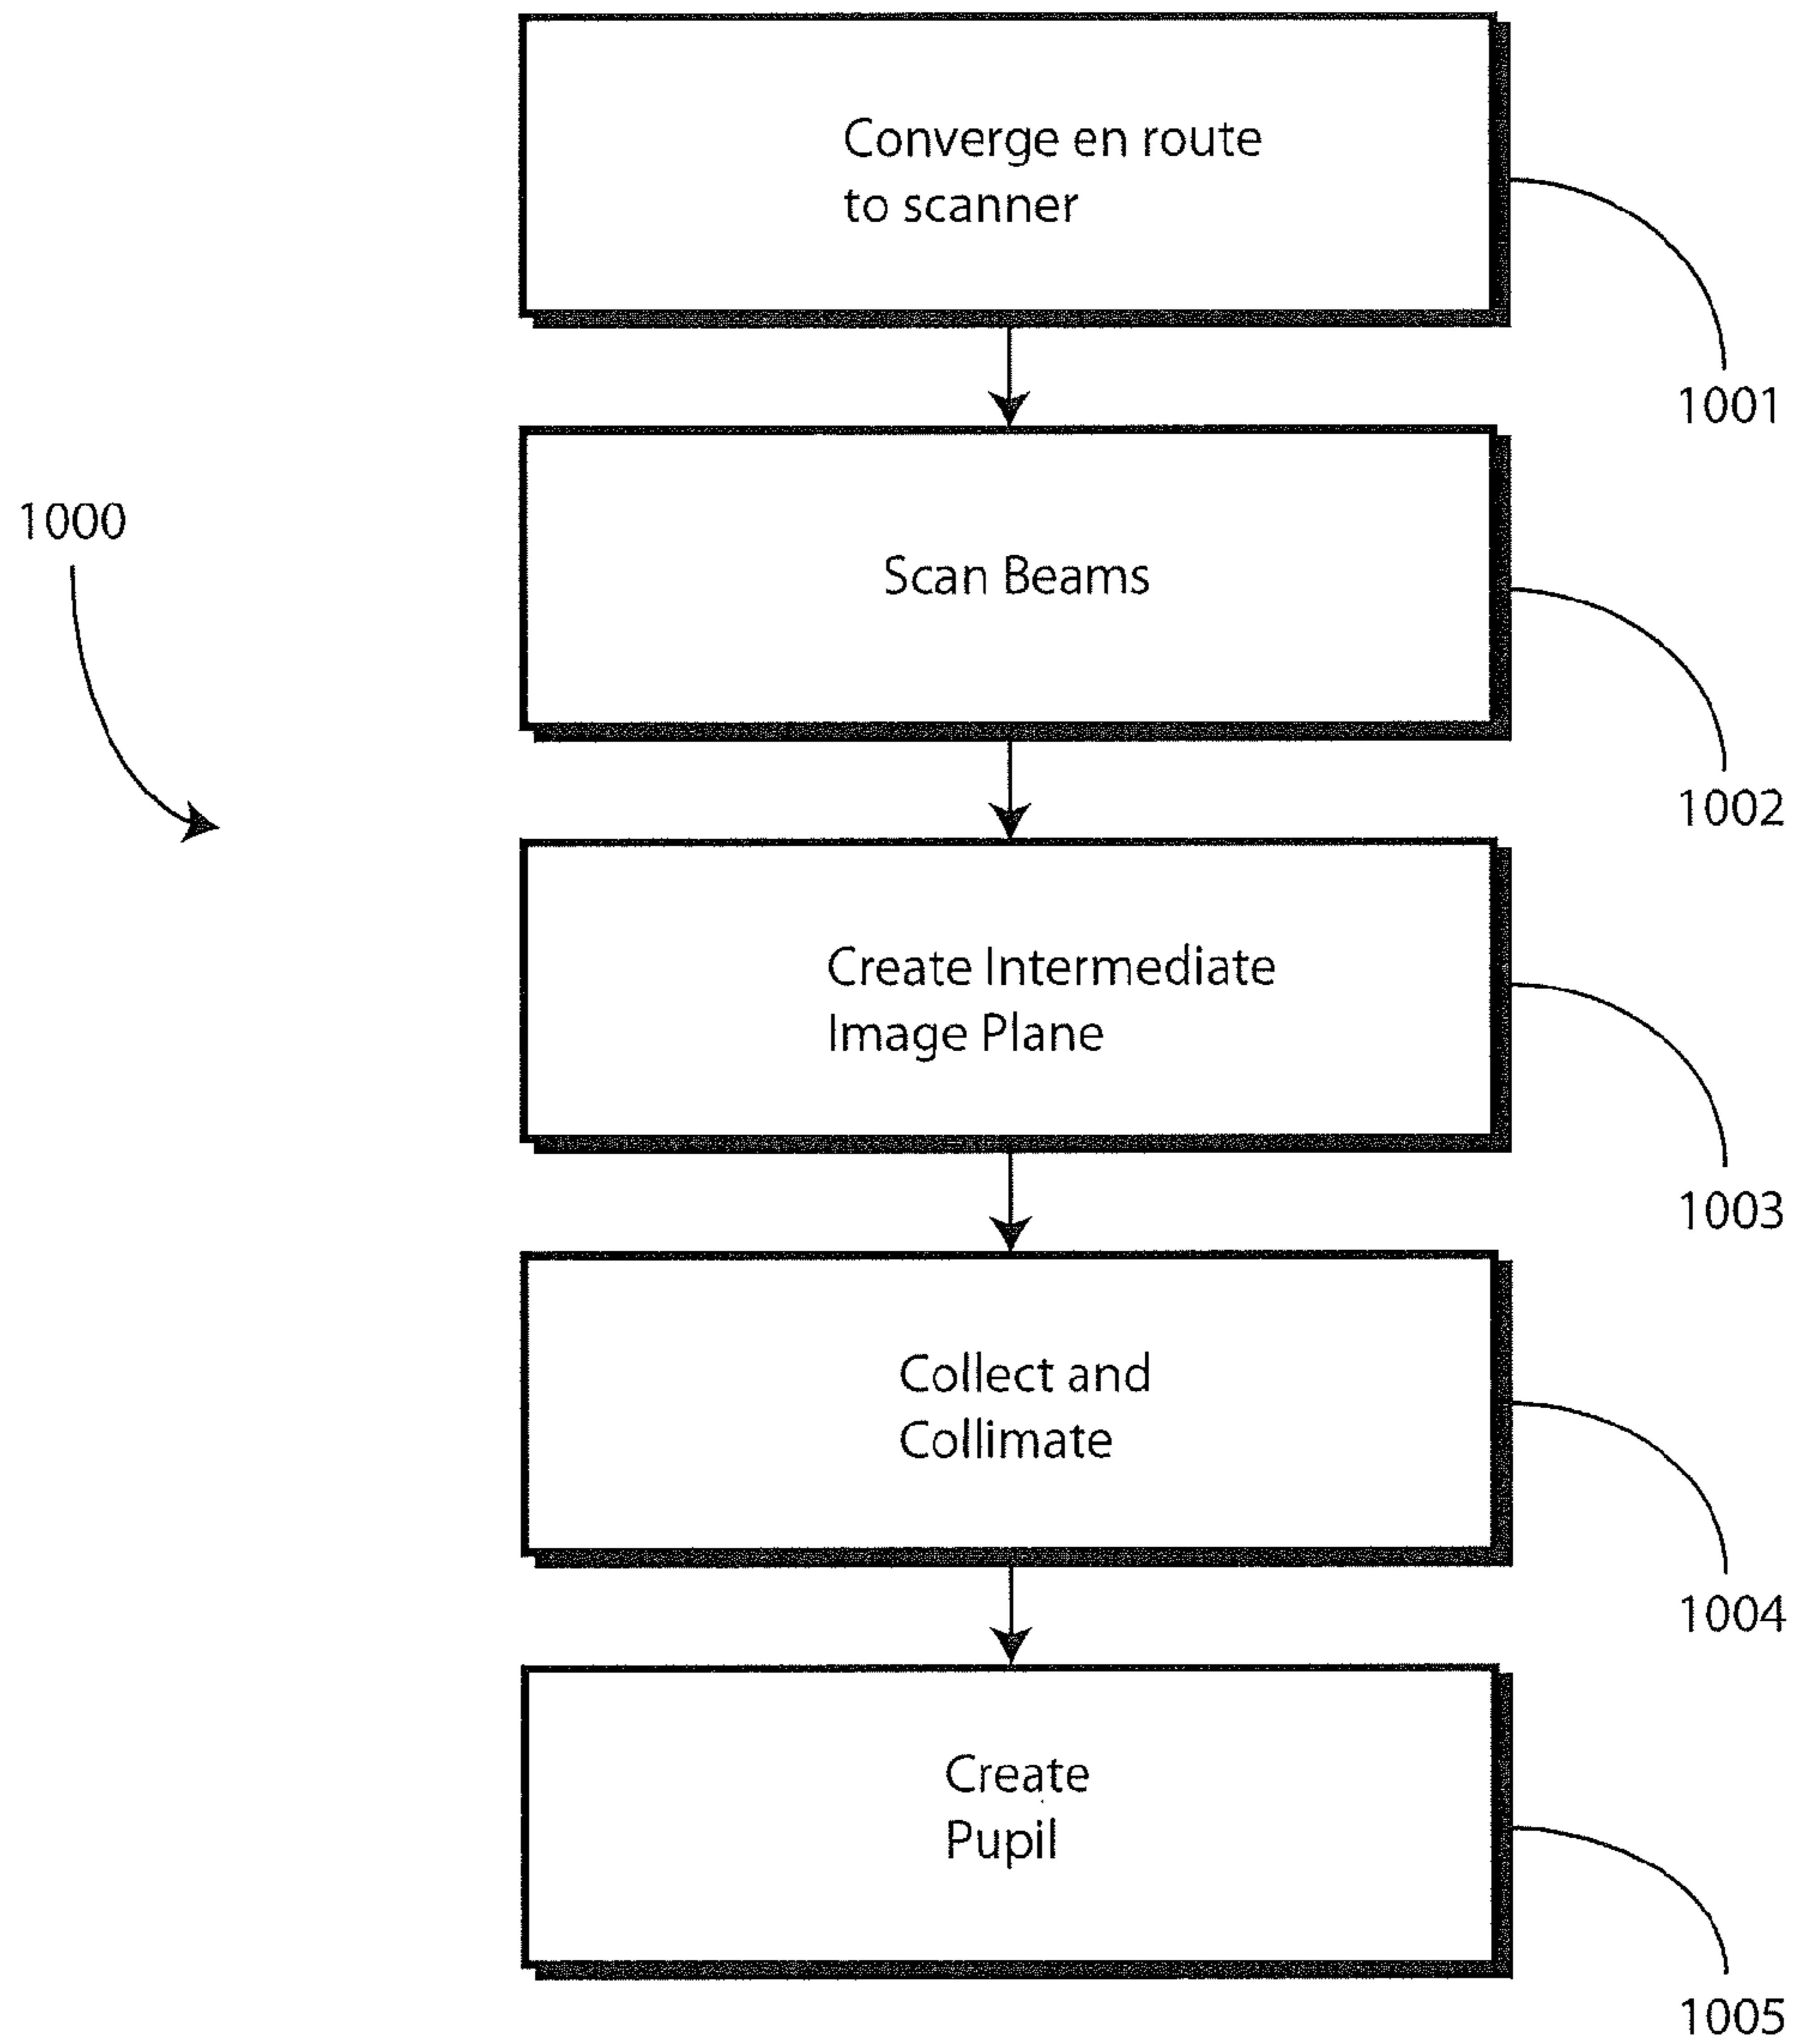 Converge en route
to scanner
1001
1000
Scan Beams
1002
Create Intermediate
Image Plane
1003
Collect and
Collimate
1004
Create
Pupil
1005